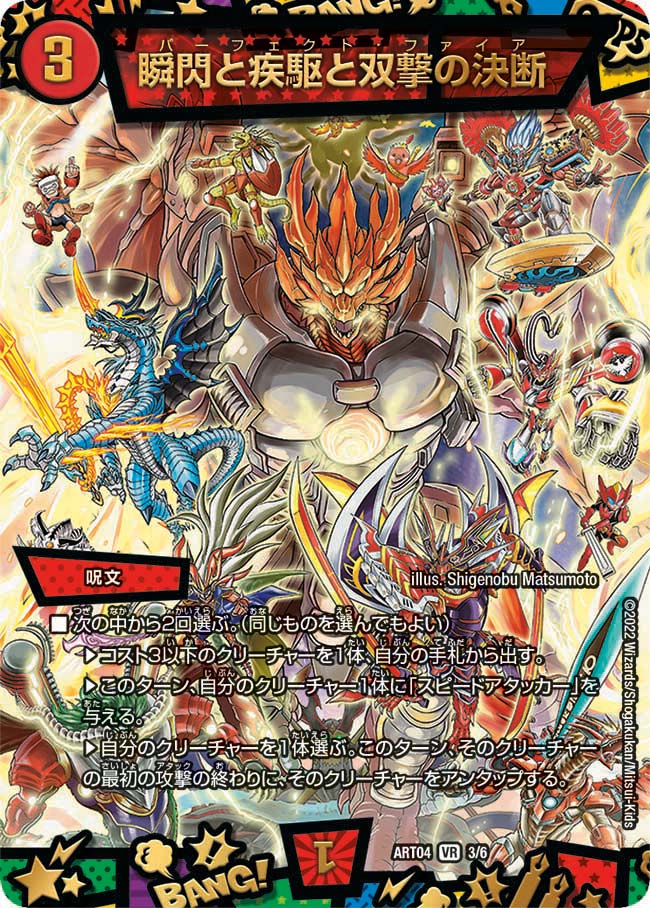 BANG!
P'S
3
パーフェクト・ファイア
瞬閃と疾駆と双撃の決断
呪文
illus. Shigenobu Matsumoto
■次の中から2回選ぶ。(同じものを選んでもよい)
▶コスト3以下のクリーチャーを1体、自分の手札から出す。
▶このターン、自分のクリーチャー1体に「スピードアタッカー」を
与える。
▶自分のクリーチャーを1体選ぶ。このターン、そのクリーチャー
の最初の攻撃の終わりに、そのクリーチャーをアンタップする。
©2022 Wizards/Shogakukan/Mitsui-Kids
BANG!
1
ART04 VR 3/6